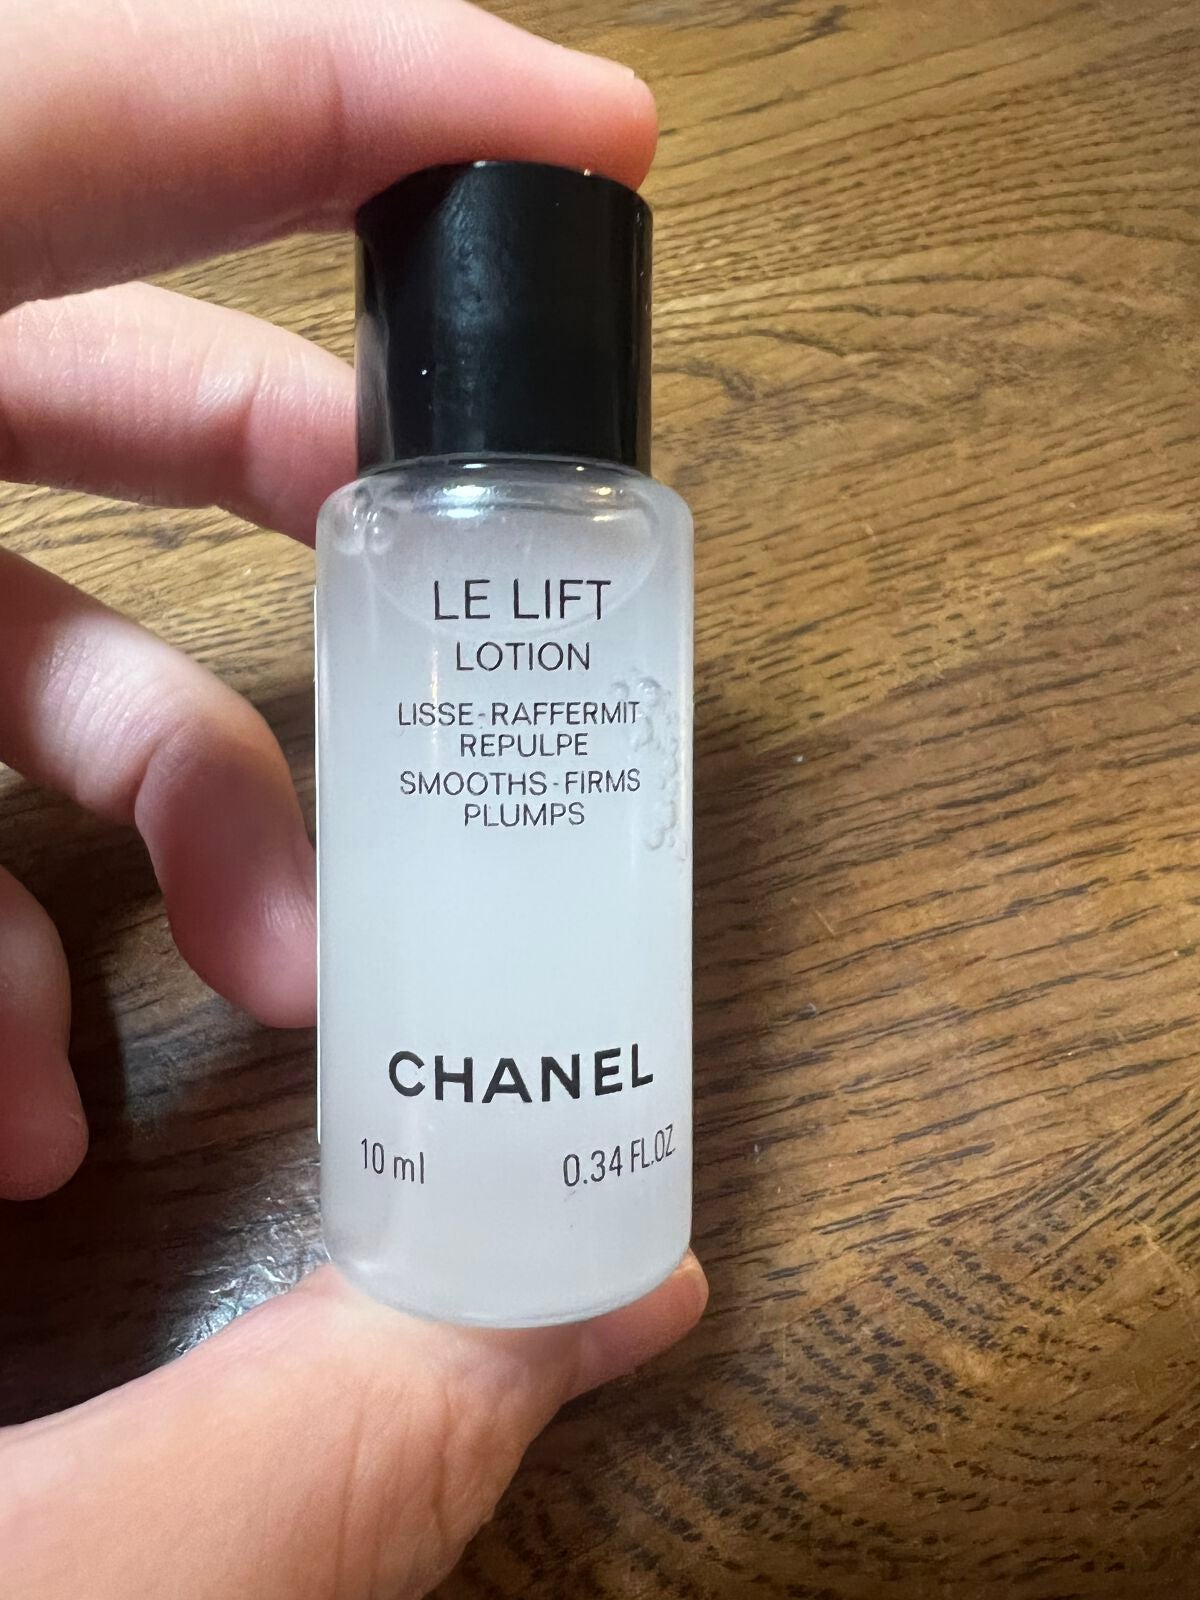 LE LIFT
LOTION
LISSE-RAFFERMIT
REPULPE
SMOOTHS-FIRMS
PLUMPS
CHANEL
10 ml 0.34 FL.OZ.